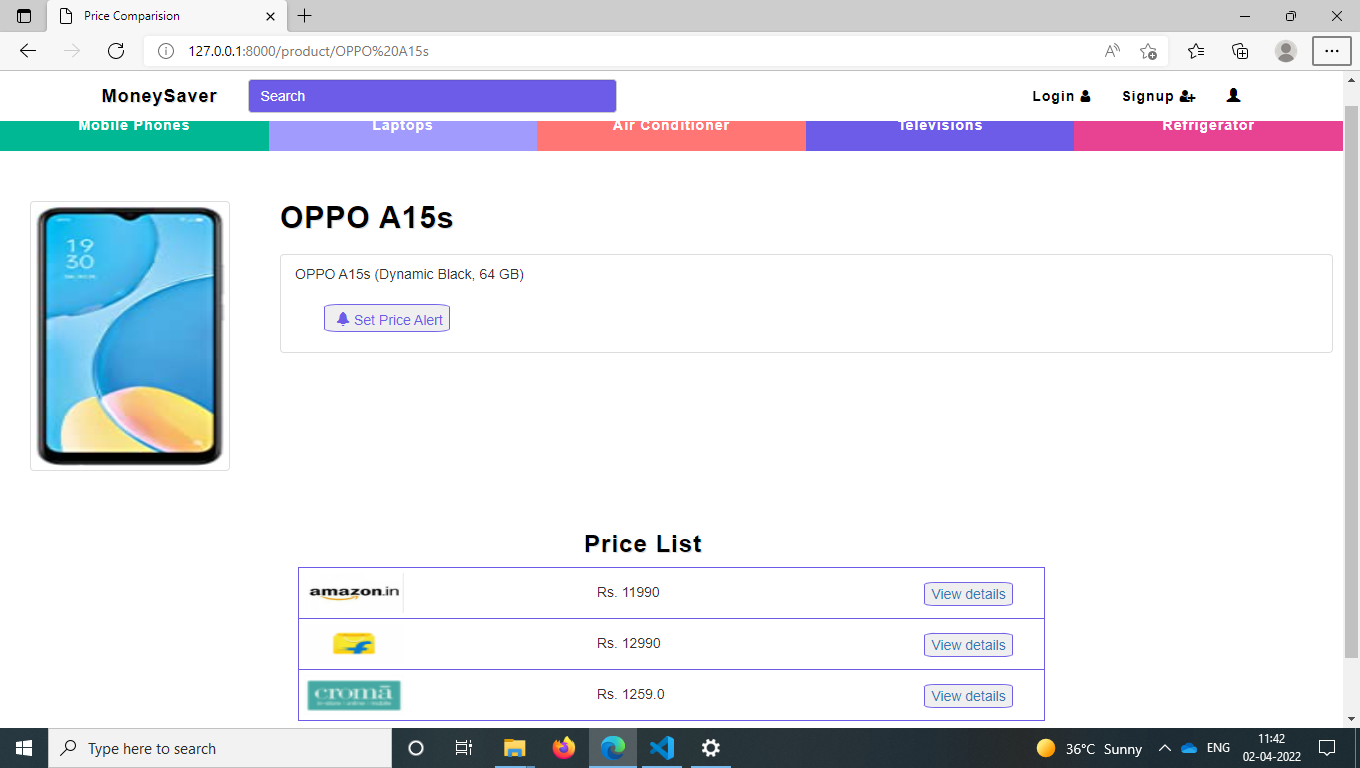 Price Comparision
127.0.0.1:8000/product/OPPO%20A15s
MoneySaver
Search
Login
Signup
Mobile Phones
Laptops
Air Conditioner
Televisions
Refrigerator
19
30
OPPO A15s
OPPO A15s (Dynamic Black, 64 GB)
Set Price Alert
Price List
amazon.in
Rs. 11990
View details
Rs. 12990
View details
cromā
Rs. 1259.0
View details
Type here to search
36°C Sunny
ENG
11:42
02-04-2022